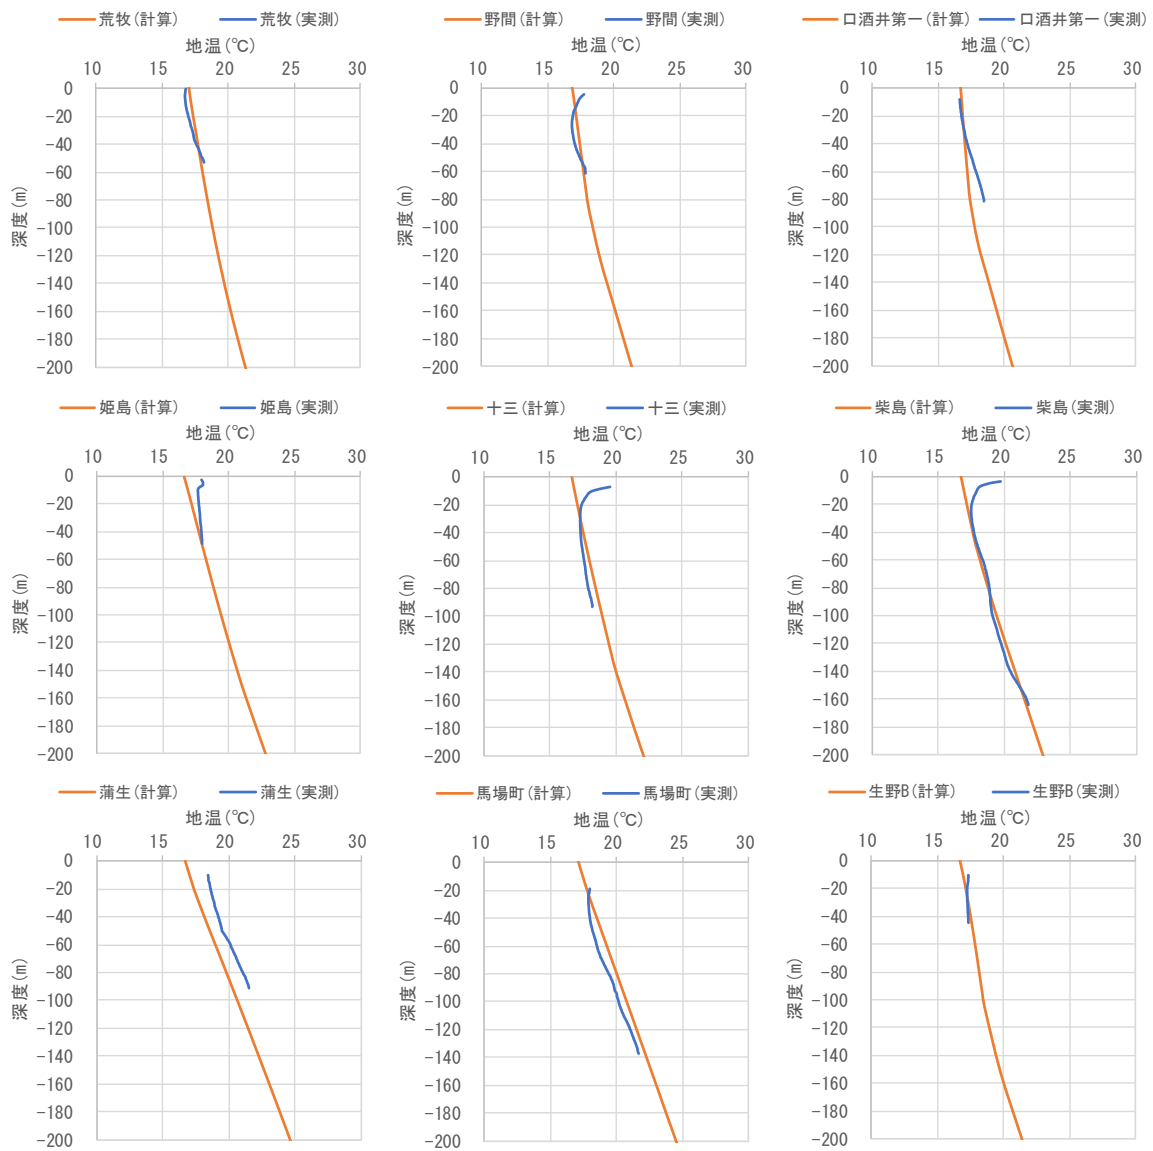 荒牧(計算) 荒牧(実測)
地温(℃)
10 15 20 25 30
0
-20
-40
-60
-80
-100
-120
-140
-160
-180
-200
深度(m)
野間(計算) 野間(実測)
地温(℃)
10 15 20 25 30
0
-20
-40
-60
-80
-100
-120
-140
-160
-180
-200
深度(m)
口酒井第一(計算) 口酒井第一(実測)
地温(℃)
10 15 20 25 30
0
-20
-40
-60
-80
-100
-120
-140
-160
-180
-200
深度(m)
姫島(計算) 姫島(実測)
地温(℃)
10 15 20 25 30
0
-20
-40
-60
-80
-100
-120
-140
-160
-180
-200
深度(m)
十三(計算) 十三(実測)
地温(℃)
10 15 20 25 30
0
-20
-40
-60
-80
-100
-120
-140
-160
-180
-200
深度(m)
柴島(計算) 柴島(実測)
地温(℃)
10 15 20 25 30
0
-20
-40
-60
-80
-100
-120
-140
-160
-180
-200
深度(m)
蒲生(計算) 蒲生(実測)
地温(℃)
10 15 20 25 30
0
-20
-40
-60
-80
-100
-120
-140
-160
-180
-200
深度(m)
馬場町(計算) 馬場町(実測)
地温(℃)
10 15 20 25 30
0
-20
-40
-60
-80
-100
-120
-140
-160
-180
-200
深度(m)
生野B(計算) 生野B(実測)
地温(℃)
10 15 20 25 30
0
-20
-40
-60
-80
-100
-120
-140
-160
-180
-200
深度(m)